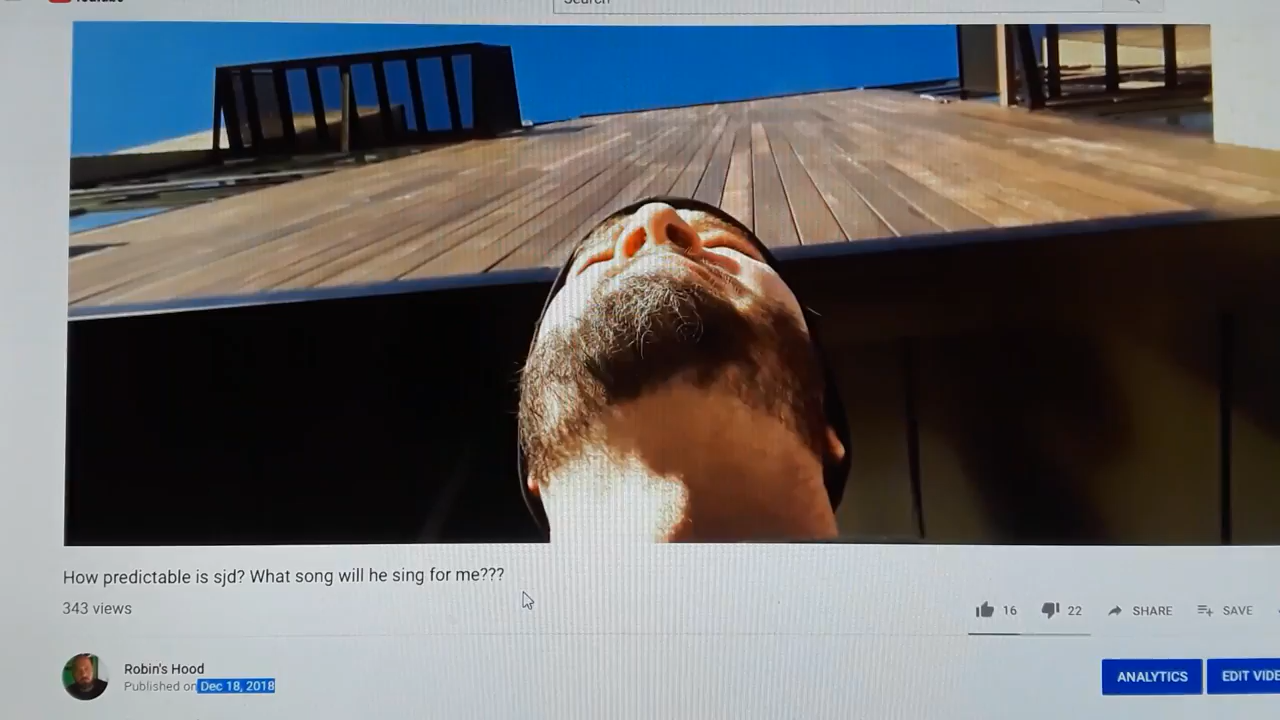 Search
How predictable is sjd? What song will he sing for me???
343 views
16
22
SHARE
SAVE
Robin's Hood
Published on Dec 18, 2018
ANALYTICS
EDIT VIDE